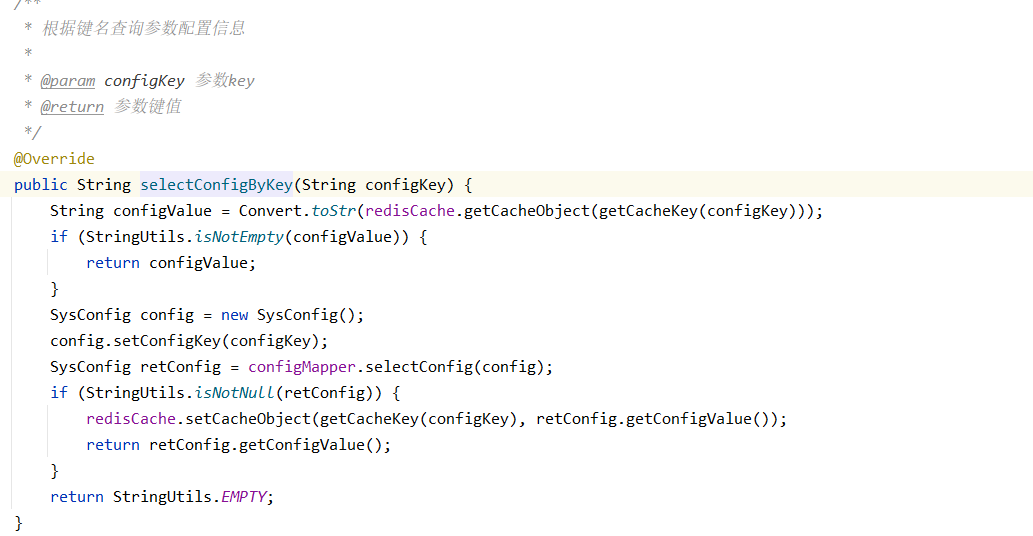 /**
 * 根据键名查询参数配置信息
 *
 * @param configKey 参数key
 * @return 参数键值
 */
@Override
public String selectConfigByKey(String configKey) {
    String configValue = Convert.toStr(redisCache.getCacheObject(getCacheKey(configKey)));
    if (StringUtils.isNotEmpty(configValue)) {
        return configValue;
    }
    SysConfig config = new SysConfig();
    config.setConfigKey(configKey);
    SysConfig retConfig = configMapper.selectConfig(config);
    if (StringUtils.isNotNull(retConfig)) {
        redisCache.setCacheObject(getCacheKey(configKey), retConfig.getConfigValue());
        return retConfig.getConfigValue();
    }
    return StringUtils.EMPTY;
}